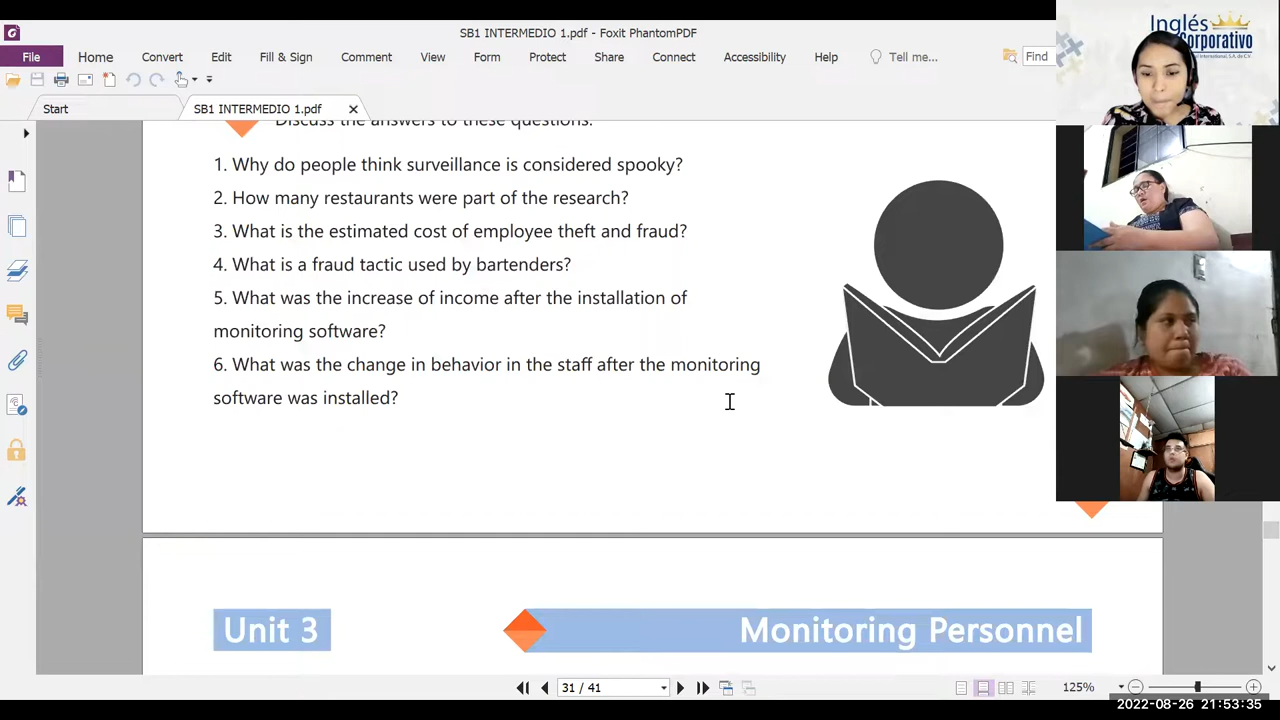 SB1 INTERMEDIO 1.pdf - Foxit PhantomPDF
File Home Convert Edit Fill & Sign Comment View Form Protect Share Connect Accessibility Help Tell me... Find
Start SB1 INTERMEDIO 1.pdf
Discuss the answers to these questions.
1. Why do people think surveillance is considered spooky?
2. How many restaurants were part of the research?
3. What is the estimated cost of employee theft and fraud?
4. What is a fraud tactic used by bartenders?
5. What was the increase of income after the installation of
monitoring software?
6. What was the change in behavior in the staff after the monitoring
software was installed?
Unit 3
Monitoring Personnel
31 / 41
125%
Inglés
Corporativo
International, S.A. de C.V.
2022-08-26 21:53:35